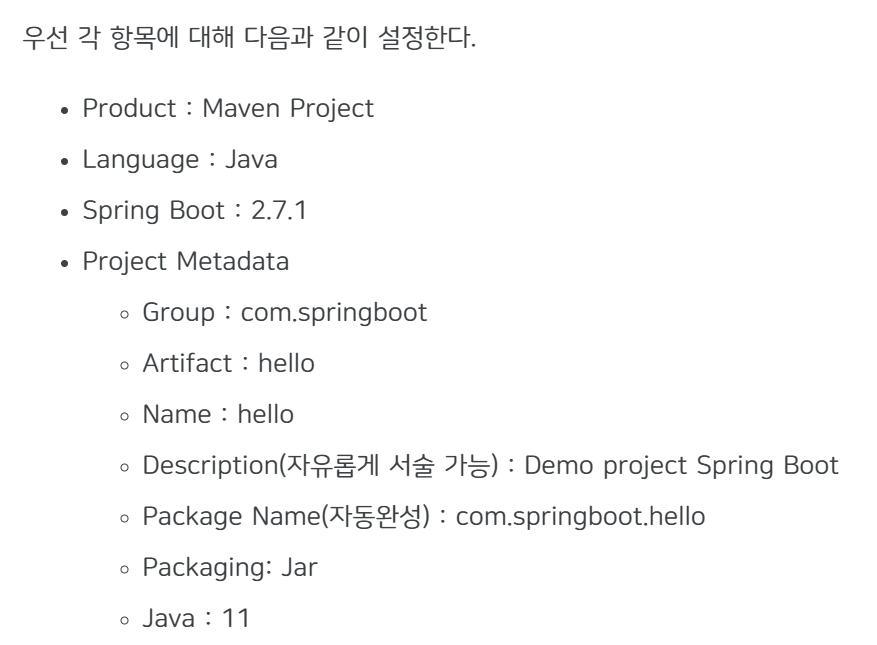 우선 각 항목에 대해 다음과 같이 설정한다.
Product : Maven Project
Language : Java
Spring Boot : 2.7.1
Project Metadata
Group : com.springboot
Artifact : hello
Name : hello
Description(자유롭게 서술 가능) : Demo project Spring Boot
Package Name(자동완성) : com.springboot.hello
Packaging: Jar
Java : 11